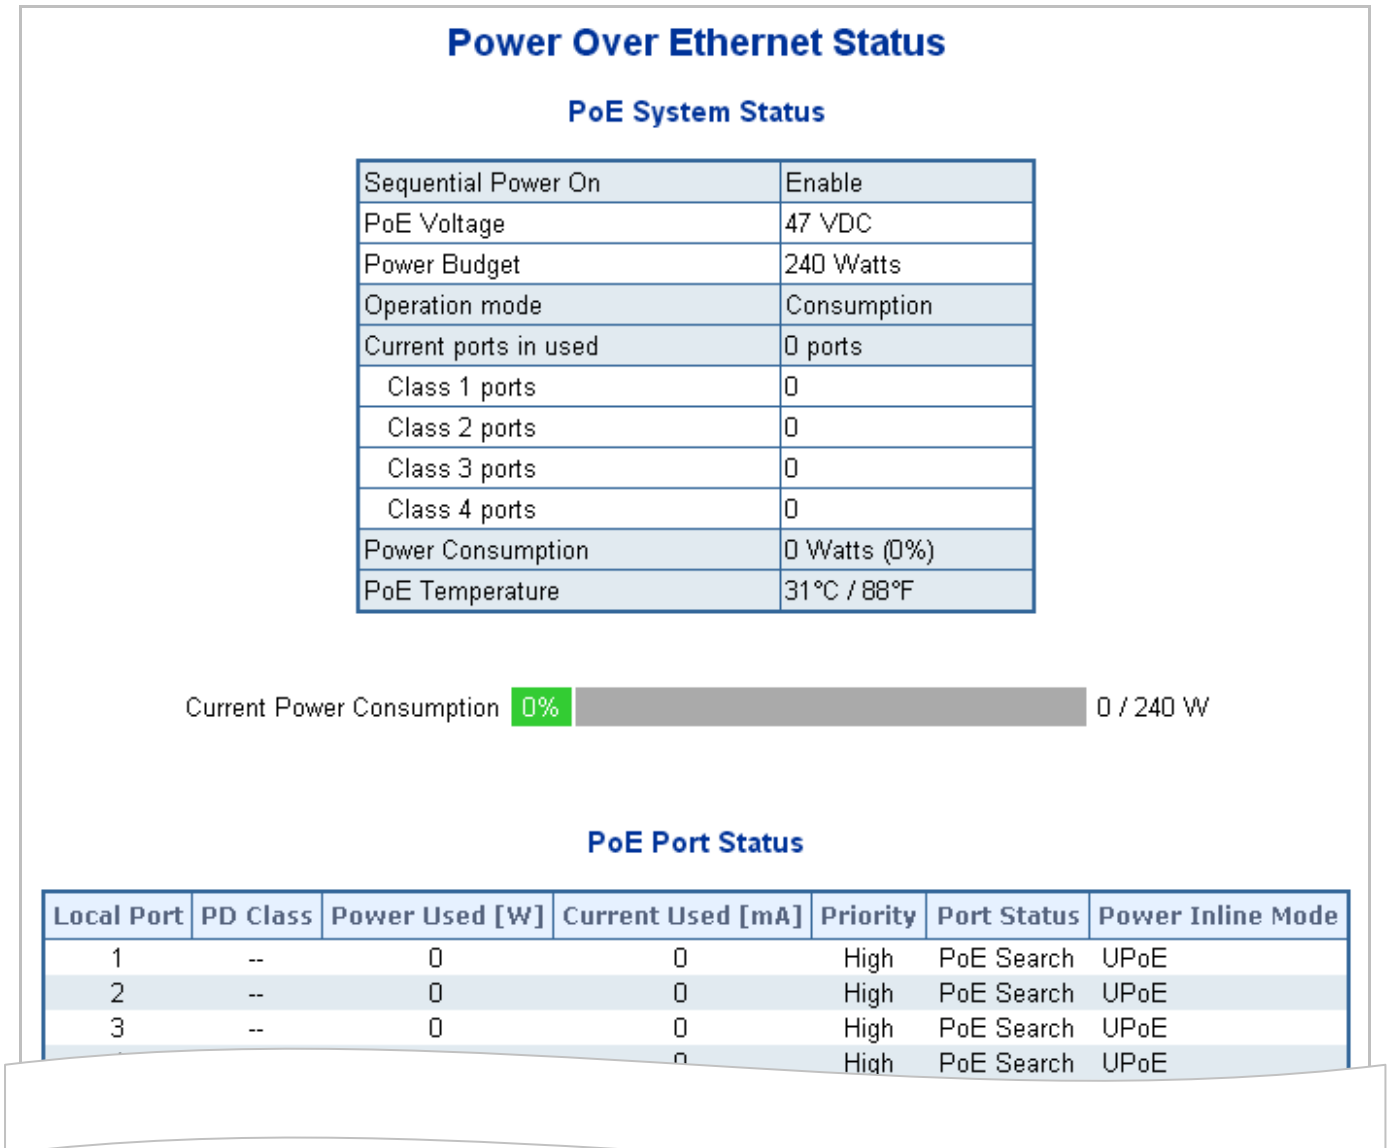 Power Over Ethernet Status
PoE System Status
Sequential Power On Enable
PoE Voltage 47 VDC
Power Budget 240 Watts
Operation mode Consumption
Current ports in used 0 ports
Class 1 ports 0
Class 2 ports 0
Class 3 ports 0
Class 4 ports 0
Power Consumption 0 Watts (0%)
PoE Temperature 31°C / 88°F
Current Power Consumption 0% 0 / 240 W
PoE Port Status
Local Port PD Class Power Used [W] Current Used [mA] Priority Port Status Power Inline Mode
1 -- 0 0 High PoE Search UPoE
2 -- 0 0 High PoE Search UPoE
3 -- 0 0 High PoE Search UPoE
High PoE Search UPoE